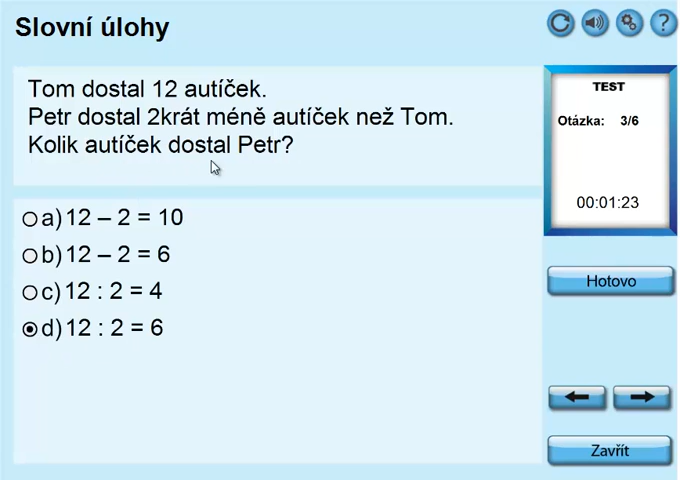 Slovní úlohy
?
Tom dostal 12 autíček.
Petr dostal 2krát méně autíček než Tom.
Kolik autíček dostal Petr?
TEST
Otázka: 3/6
00:01:23
a) 12 – 2 = 10
b) 12 – 2 = 6
c) 12 : 2 = 4
d) 12 : 2 = 6
Hotovo
Zavřít